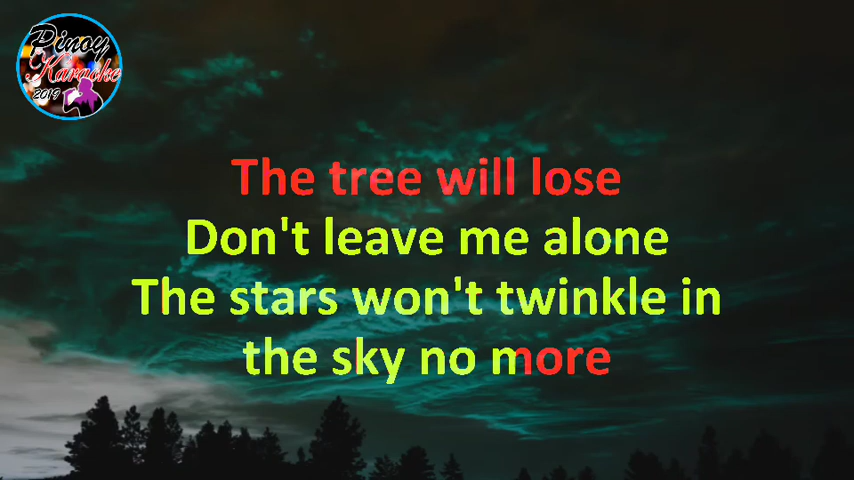 Pinoy
Karaoke
2019
The tree will lose
Don't leave me alone
The stars won't twinkle in
the sky no more